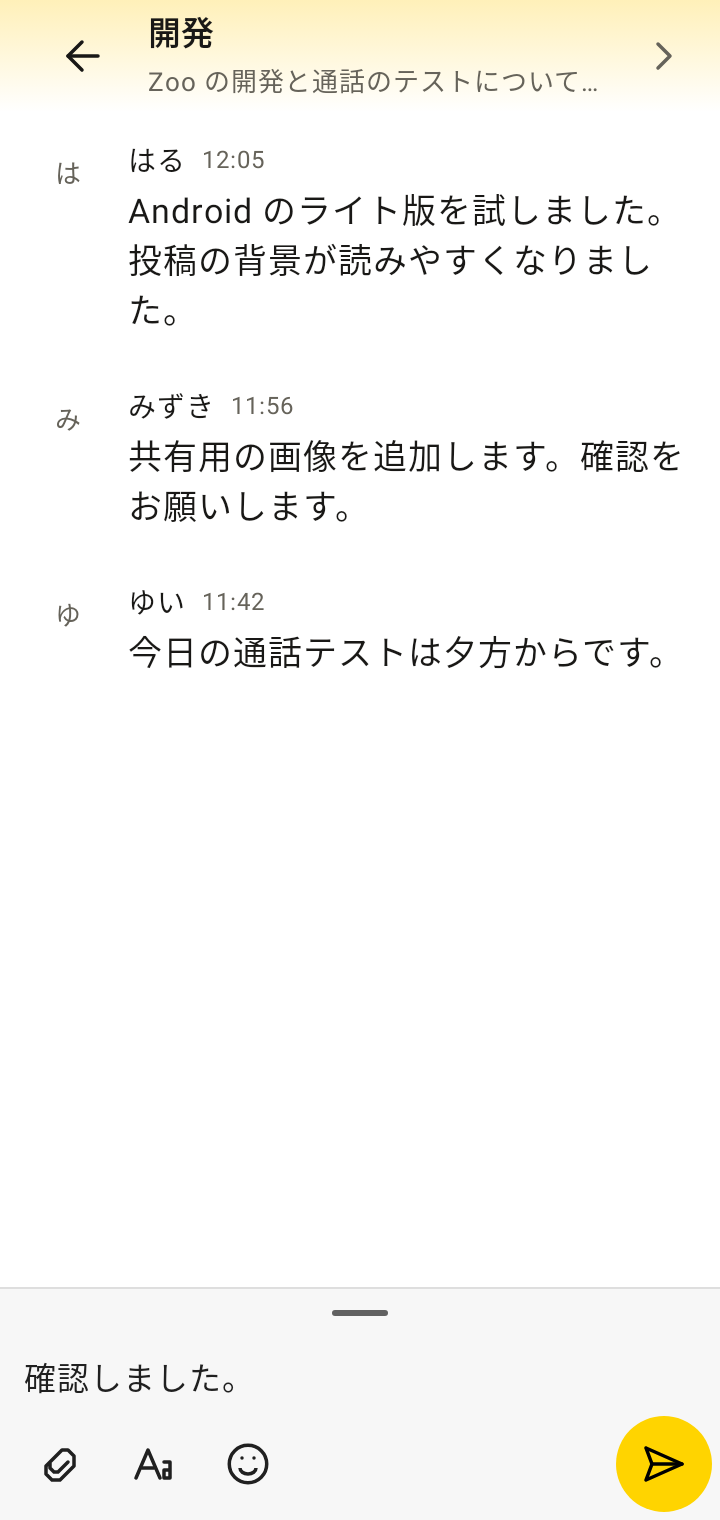 開発
Zoo の開発と通話のテストについて…
は
はる 12:05
Android のライト版を試しました。
投稿の背景が読みやすくなりまし
た。
み
みずき 11:56
共有用の画像を追加します。確認を
お願いします。
ゆ
ゆい 11:42
今日の通話テストは夕方からです。
確認しました。
Aa